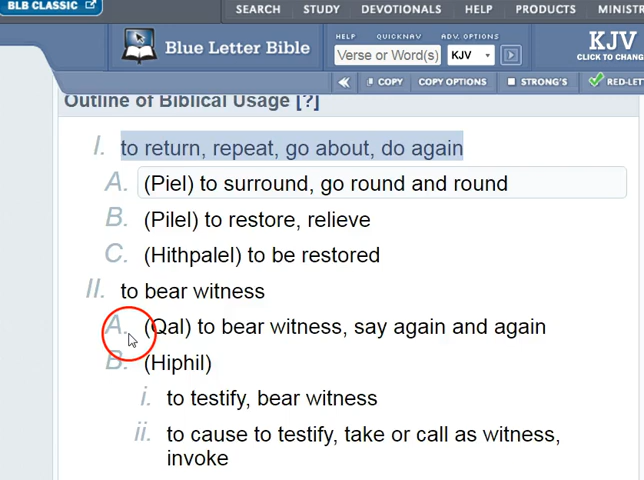 BLB CLASSIC
SEARCH STUDY DEVOTIONALS HELP PRODUCTS MINIST
Blue Letter Bible
HELP QUICKNAV ADV. OPTIONS
Verse or Word(s) KJV
KJV
CLICK TO CHANG
COPY COPY OPTIONS STRONG'S RED-LET
Outline of Biblical Usage [?]
I. to return, repeat, go about, do again
A. (Piel) to surround, go round and round
B. (Pilel) to restore, relieve
C. (Hithpalel) to be restored
II. to bear witness
A. (Qal) to bear witness, say again and again
B. (Hiphil)
i. to testify, bear witness
ii. to cause to testify, take or call as witness,
invoke